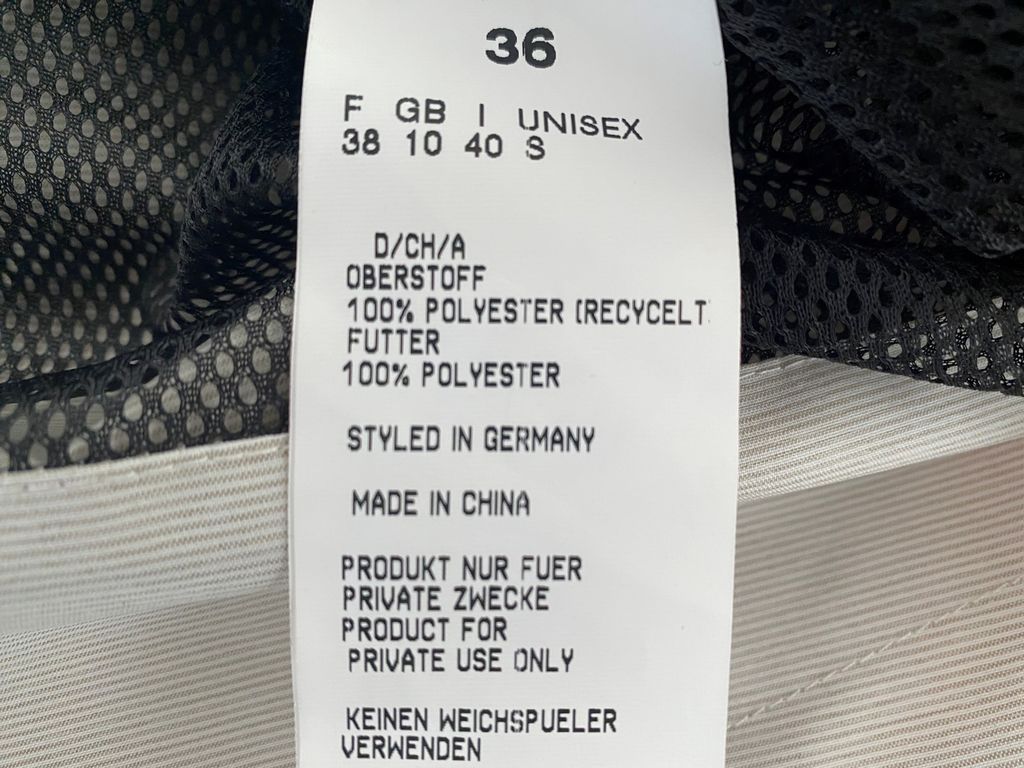 36
F GB I UNISEX
38 10 40 S
D/CH/A
OBERSTOFF
100% POLYESTER (RECYCELT
FUTTER
100% POLYESTER
STYLED IN GERMANY
MADE IN CHINA
PRODUKT NUR FUER
PRIVATE ZWECKE
PRODUCT FOR
PRIVATE USE ONLY
KEINEN WEICHSPUELER
VERWENDEN